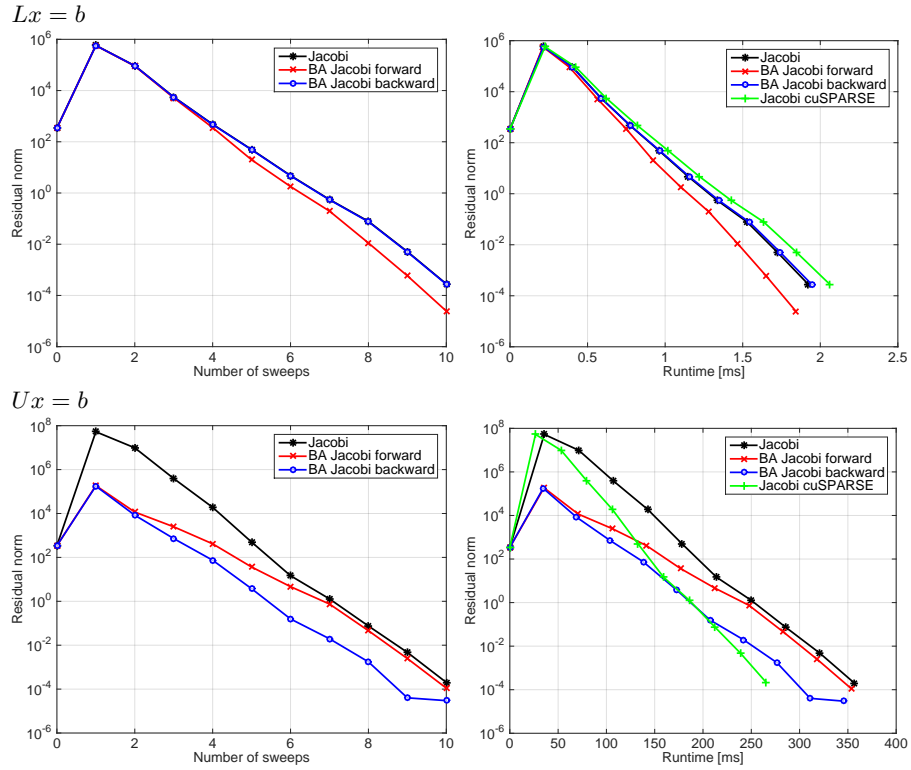 Lx = b
10^6
10^4
10^2
10^0
10^-2
10^-4
10^-6
Residual norm
0 2 4 6 8 10
Number of sweeps
Jacobi
BA Jacobi forward
BA Jacobi backward
10^6
10^4
10^2
10^0
10^-2
10^-4
10^-6
Residual norm
0 0.5 1 1.5 2 2.5
Runtime [ms]
Jacobi
BA Jacobi forward
BA Jacobi backward
Jacobi cuSPARSE
Ux = b
10^8
10^6
10^4
10^2
10^0
10^-2
10^-4
10^-6
Residual norm
0 2 4 6 8 10
Number of sweeps
Jacobi
BA Jacobi forward
BA Jacobi backward
10^8
10^6
10^4
10^2
10^0
10^-2
10^-4
10^-6
Residual norm
0 50 100 150 200 250 300 350 400
Runtime [ms]
Jacobi
BA Jacobi forward
BA Jacobi backward
Jacobi cuSPARSE